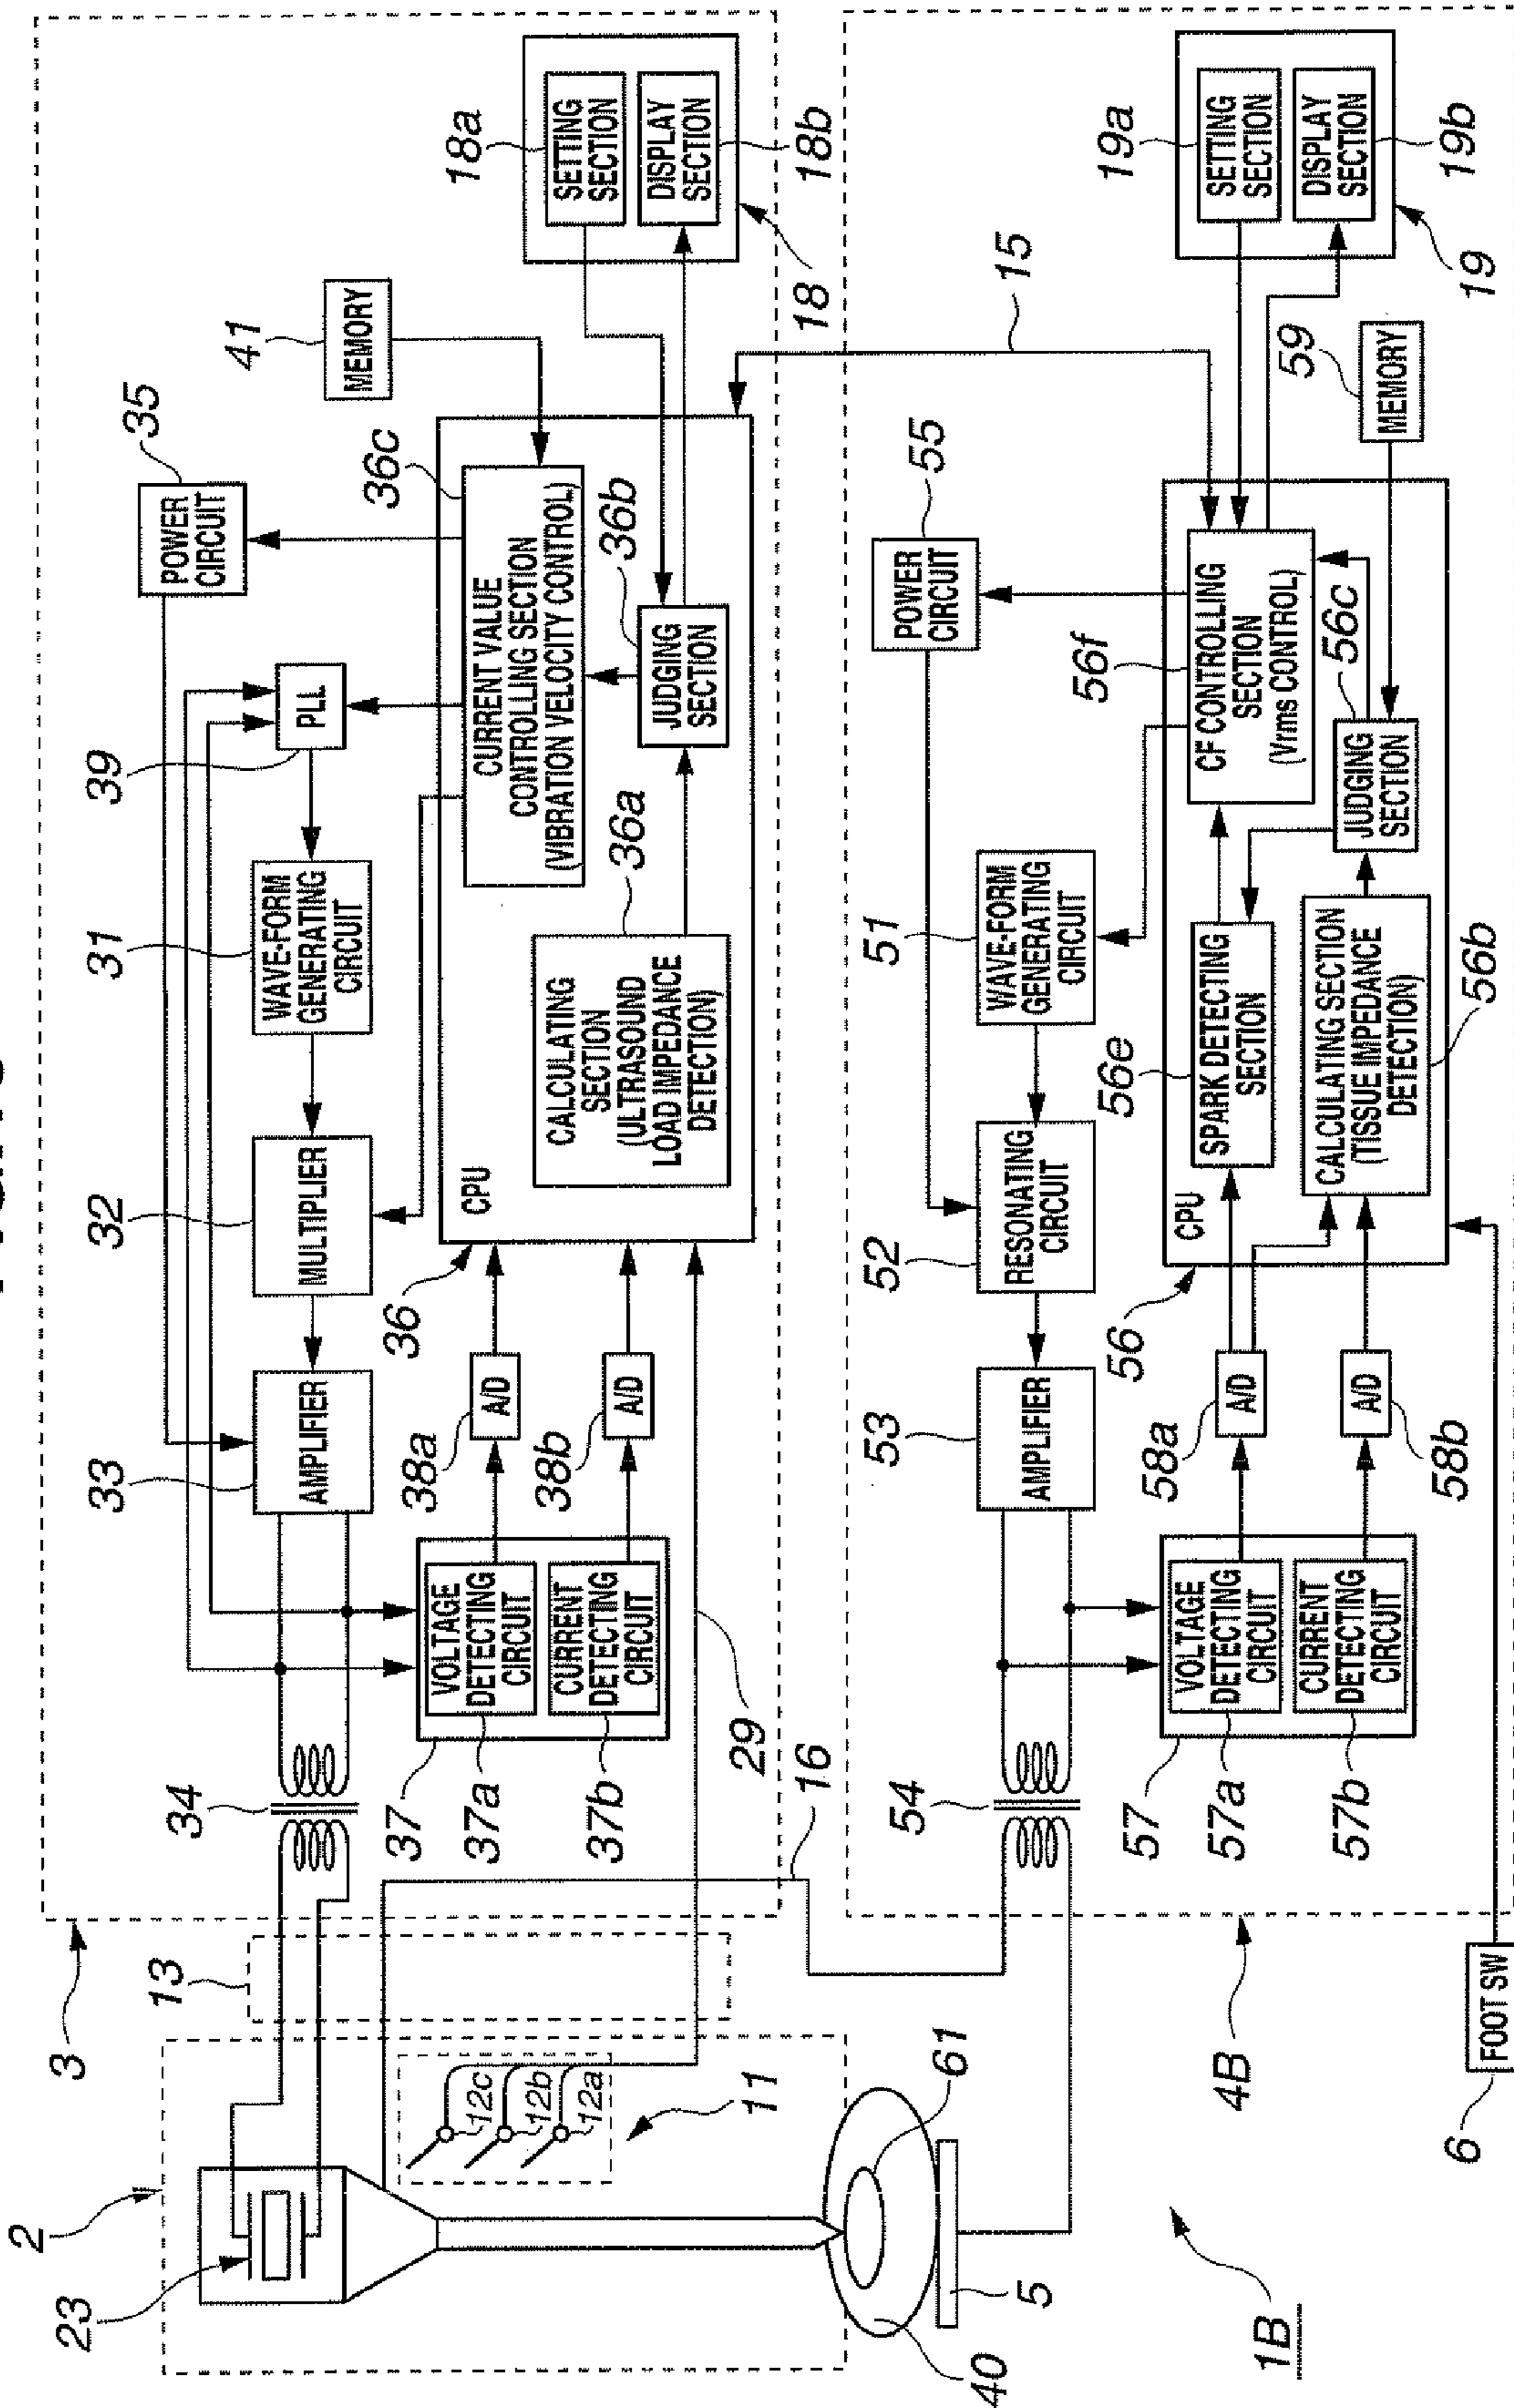 3
13
2
23
34
33
AMPLIFIER
32
MULTIPLIER
31
WAVE-FORM
GENERATING
CIRCUIT
39
PLL
35
POWER
CIRCUIT
41
MEMORY
18a
SETTING
SECTION
DISPLAY
SECTION
18b
18
37
VOLTAGE
DETECTING
CIRCUIT
37a
CURRENT
DETECTING
CIRCUIT
37b
38a
A/D
38b
A/D
36
CPU
CALCULATING
SECTION
(ULTRASOUND
LOAD IMPEDANCE
DETECTION)
36a
36c
CURRENT VALUE
CONTROLLING SECTION
(VIBRATION VELOCITY CONTROL)
36b
JUDGING
SECTION
12c
12b
12a
11
29
16
15
61
40
5
54
53
AMPLIFIER
52
RESONATING
CIRCUIT
51
WAVE-FORM
GENERATING
CIRCUIT
55
POWER
CIRCUIT
57
VOLTAGE
DETECTING
CIRCUIT
57a
CURRENT
DETECTING
CIRCUIT
57b
58a
A/D
58b
A/D
56
CPU
56e
SPARK DETECTING
SECTION
CALCULATING SECTION
(TISSUE IMPEDANCE
DETECTION)
56b
56f
CF CONTROLLING
SECTION
(Vrms CONTROL)
56c
JUDGING
SECTION
59
MEMORY
19a
SETTING
SECTION
DISPLAY
SECTION
19b
19
4B
6
FOOT SW
1B